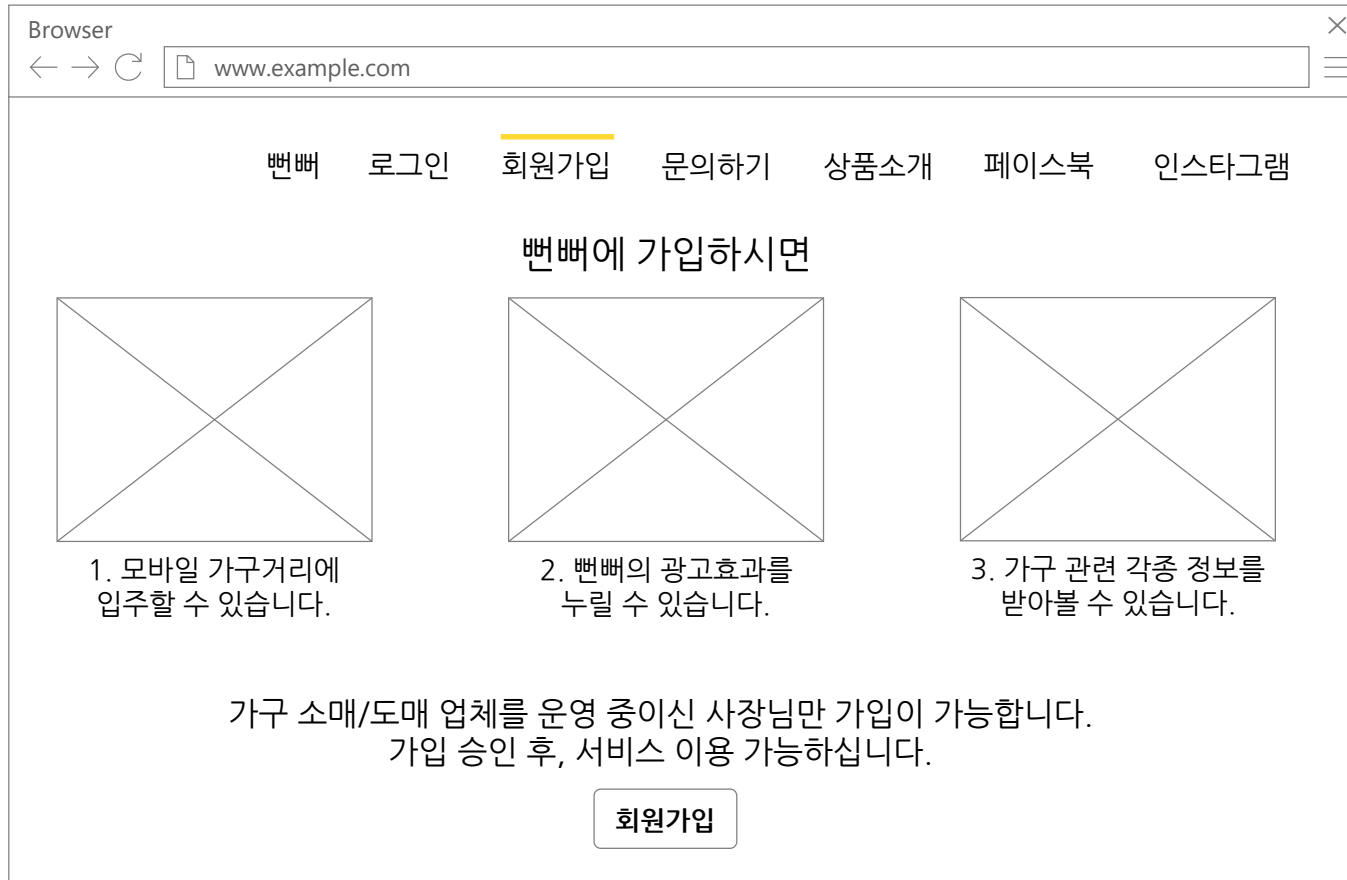 Browser
www.example.com
뻔뻐 로그인 회원가입 문의하기 상품소개 페이스북 인스타그램
뻔뻐에 가입하시면
1. 모바일 가구거리에
입주할 수 있습니다.
2. 뻔뻐의 광고효과를
누릴 수 있습니다.
3. 가구 관련 각종 정보를
받아볼 수 있습니다.
가구 소매/도매 업체를 운영 중이신 사장님만 가입이 가능합니다.
가입 승인 후, 서비스 이용 가능하십니다.
회원가입